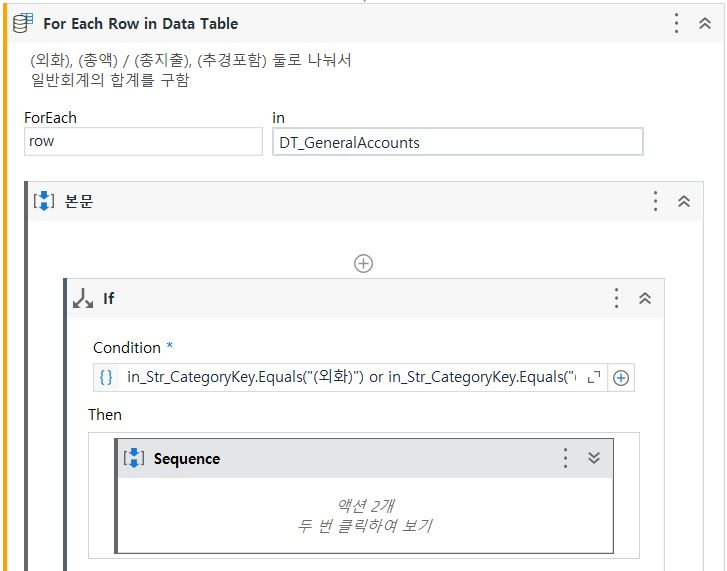 For Each Row in Data Table
(외화), (총액) / (총지출), (추경포함) 둘로 나눠서
일반회계의 합계를 구함
ForEach in
row DT_GeneralAccounts
본문
If
Condition *
{} in_Str_CategoryKey.Equals("(외화)") or in_Str_CategoryKey.Equals("(
Then
Sequence
액션 2개
두 번 클릭하여 보기